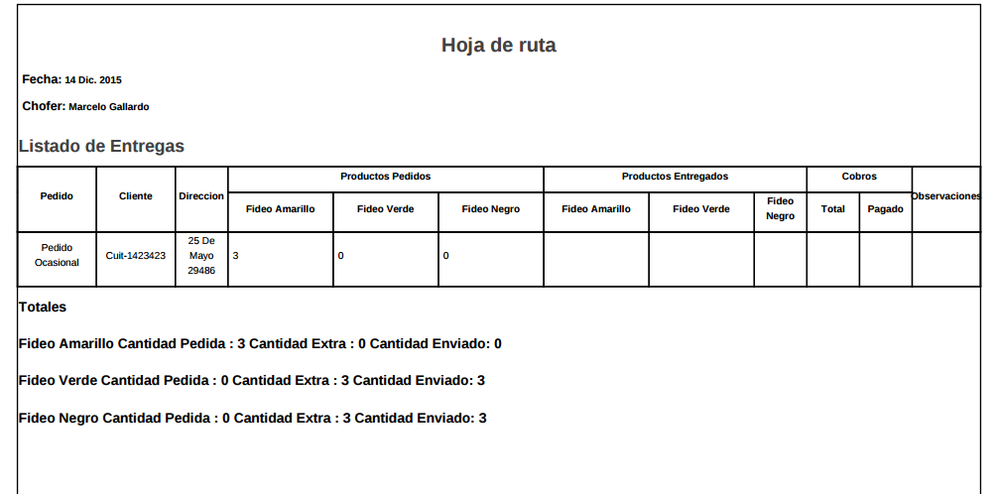 Hoja de ruta
Fecha: 14 Dic. 2015
Chofer: Marcelo Gallardo
Listado de Entregas
Pedido Cliente Direccion Productos Pedidos Productos Entregados Cobros Observaciones
Fideo Amarillo Fideo Verde Fideo Negro Fideo Amarillo Fideo Verde Fideo Negro Total Pagado
Pedido Ocasional Cuit-1423423 25 De Mayo 29486 3 0 0
Totales
Fideo Amarillo Cantidad Pedida : 3 Cantidad Extra : 0 Cantidad Enviado: 0
Fideo Verde Cantidad Pedida : 0 Cantidad Extra : 3 Cantidad Enviado: 3
Fideo Negro Cantidad Pedida : 0 Cantidad Extra : 3 Cantidad Enviado: 3